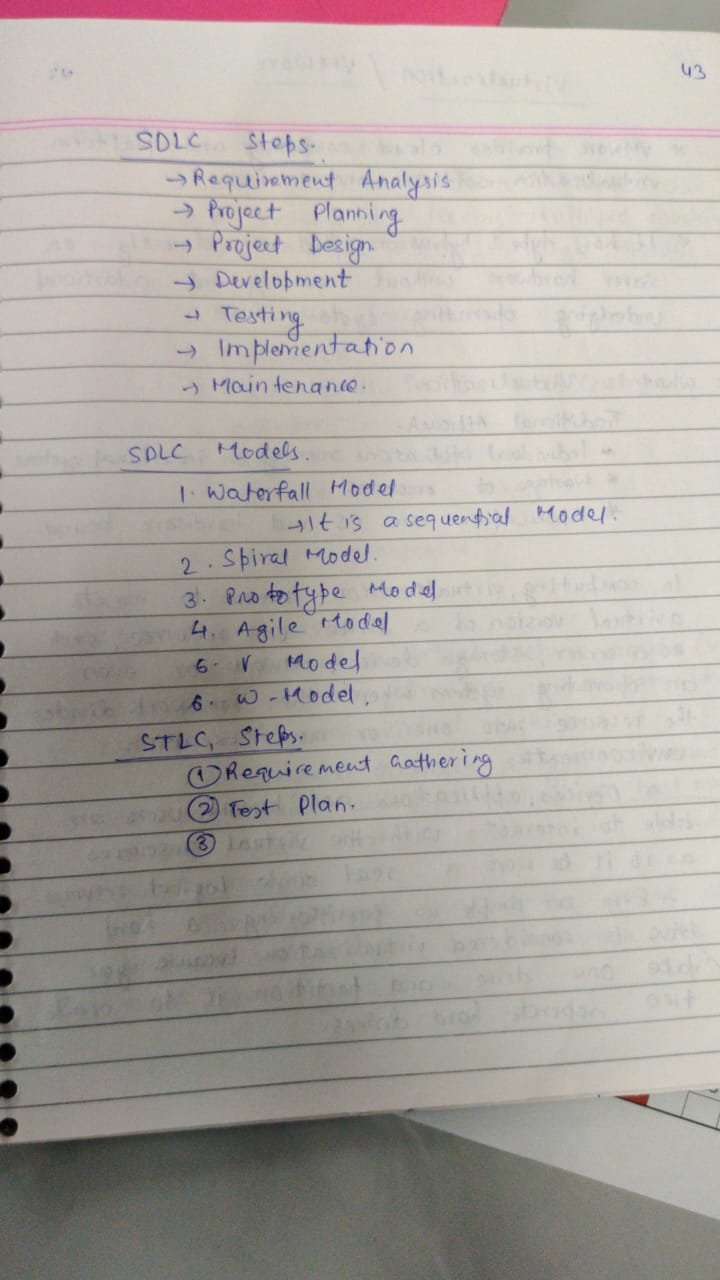 43
SDLC Steps.
→ Requirement Analysis
→ Project Planning
→ Project Design
→ Development
→ Testing
→ Implementation
→ Maintenance.
SDLC Models.
1. Waterfall Model
→ It is a sequential Model.
2. Spiral Model.
3. Prototype Model
4. Agile Model
5. V Model
6. W-Model.
STLC Steps.
① Requirement Gathering
② Test Plan.
③